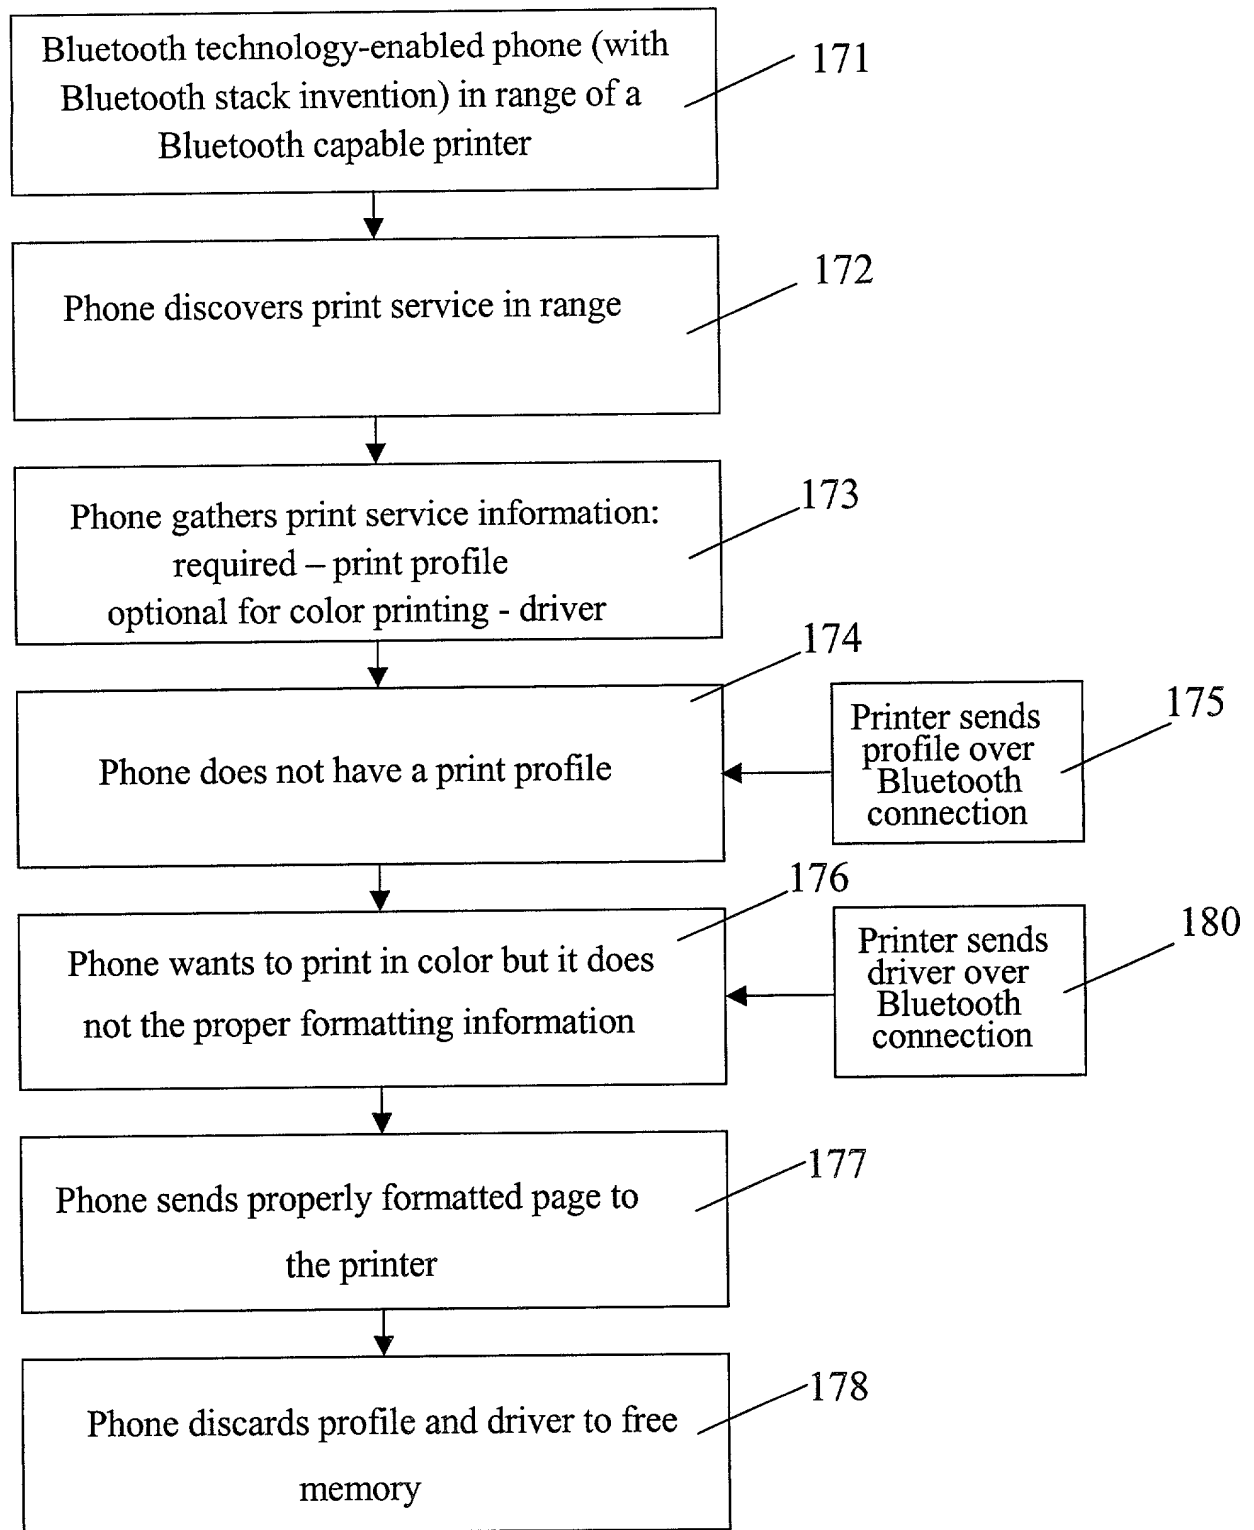 Bluetooth technology-enabled phone (with
Bluetooth stack invention) in range of a
Bluetooth capable printer
171
Phone discovers print service in range
172
Phone gathers print service information:
required – print profile
optional for color printing - driver
173
Phone does not have a print profile
174
Printer sends
profile over
Bluetooth
connection
175
Phone wants to print in color but it does
not the proper formatting information
176
Printer sends
driver over
Bluetooth
connection
180
Phone sends properly formatted page to
the printer
177
Phone discards profile and driver to free
memory
178